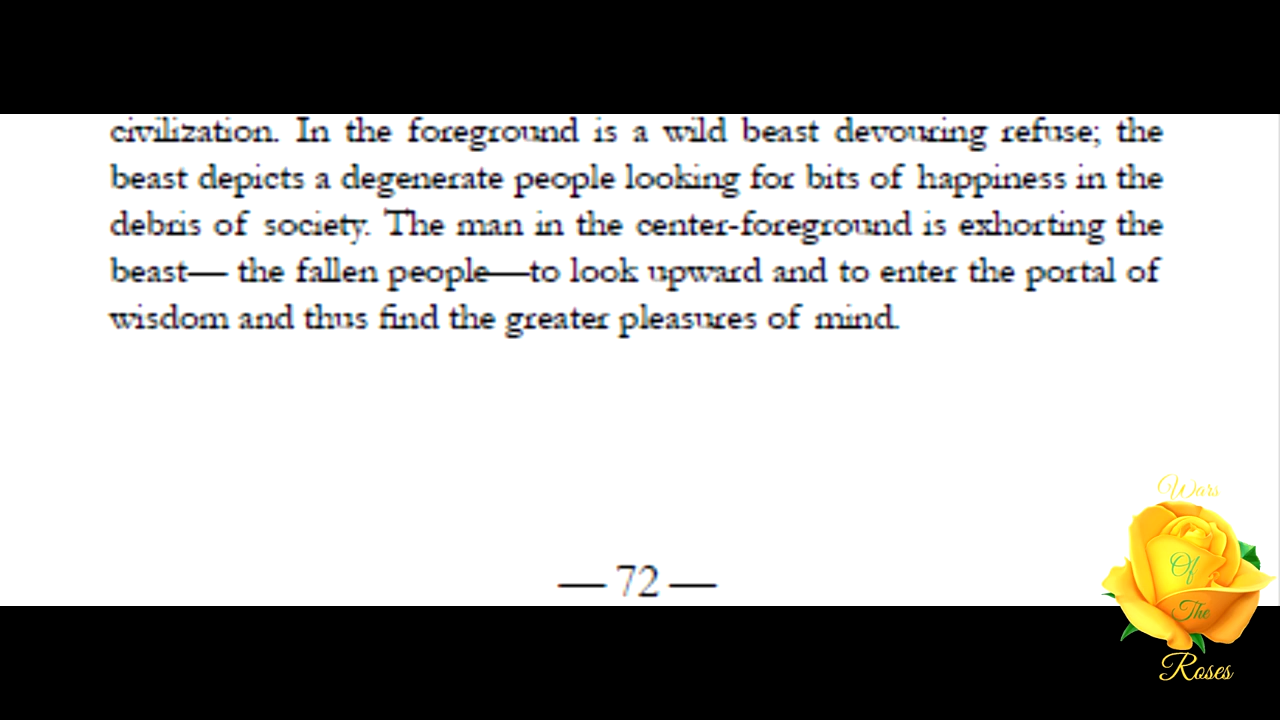 civilization. In the foreground is a wild beast devouring refuse; the
beast depicts a degenerate people looking for bits of happiness in the
debris of society. The man in the center-foreground is exhorting the
beast— the fallen people—to look upward and to enter the portal of
wisdom and thus find the greater pleasures of mind.
— 72 —
Wars
Of
The
Roses